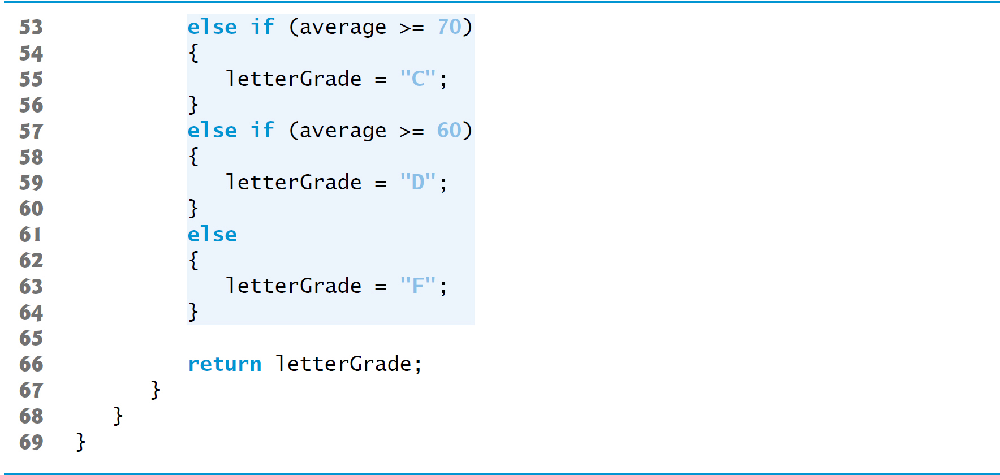 53 else if (average >= 70)
54 {
55 letterGrade = "C";
56 }
57 else if (average >= 60)
58 {
59 letterGrade = "D";
60 }
61 else
62 {
63 letterGrade = "F";
64 }
65
66 return letterGrade;
67 }
68 }
69 }